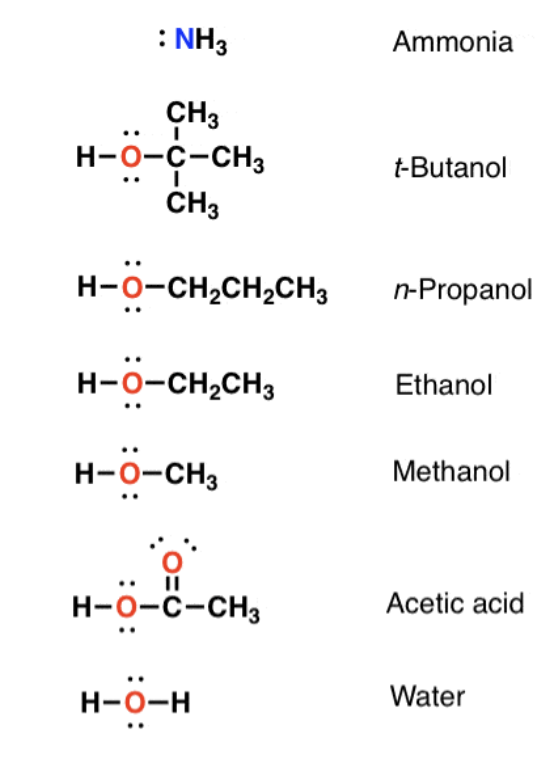 :NH3 Ammonia
CH3
H–O–C–CH3 t-Butanol
CH3
H–O–CH2CH2CH3 n-Propanol
H–O–CH2CH3 Ethanol
H–O–CH3 Methanol
O
H–O–C–CH3 Acetic acid
H–O–H Water